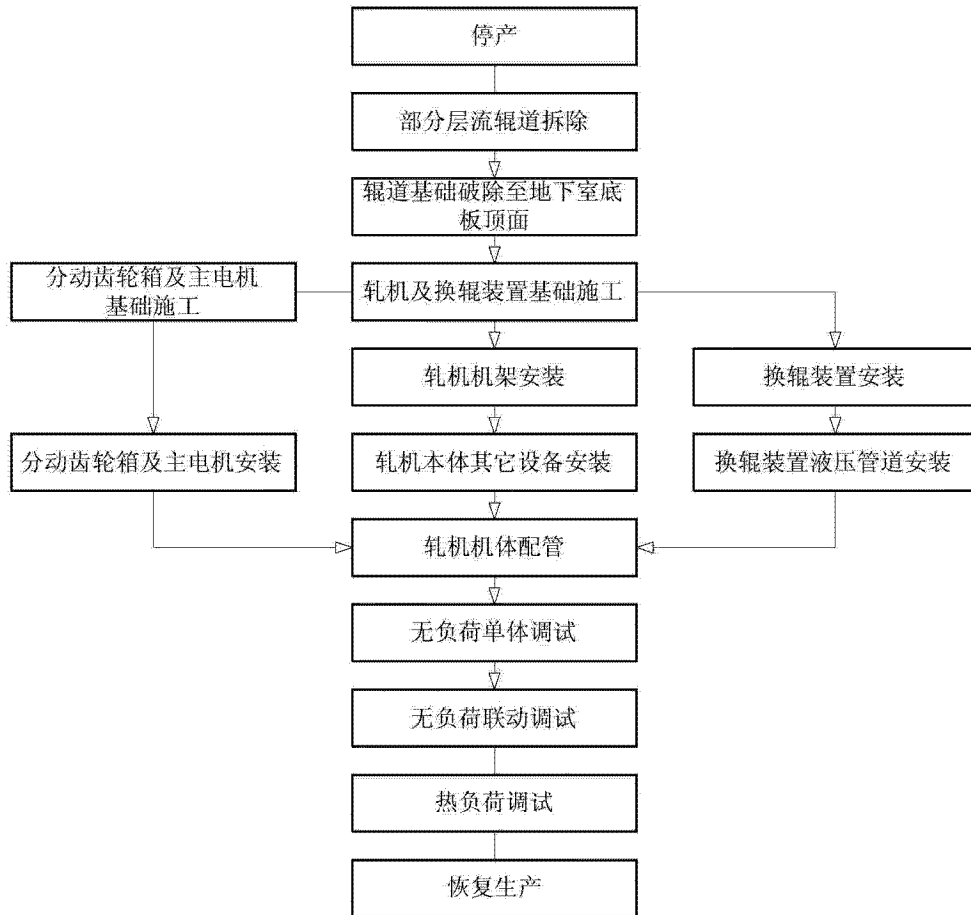 停产
部分层流辊道拆除
辊道基础破除至地下室底
板顶面
分动齿轮箱及主电机
基础施工
轧机及换辊装置基础施工
轧机机架安装
换辊装置安装
分动齿轮箱及主电机安装
轧机本体其它设备安装
换辊装置液压管道安装
轧机机体配管
无负荷单体调试
无负荷联动调试
热负荷调试
恢复生产